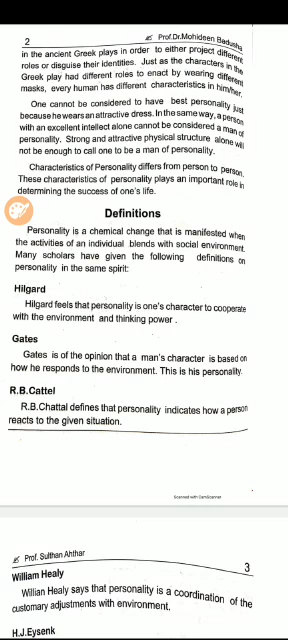 2
Prof.Dr.Mohideen Badusha
in the ancient Greek plays in order to either project different
roles or disguise their identities. Just as the characters in the
Greek play had different roles to enact by wearing different
masks, every human has different characteristics in him/her.
One cannot be considered to have best personality just
because he wears an attractive dress. In the same way, a person
with an excellent intellect alone cannot be considered a man of
personality. Strong and attractive physical structure alone will
not be enough to call one to be a man of personality.
Characteristics of Personality differs from person to person.
These characteristics of personality plays an important role in
determining the success of one's life.
Definitions
Personality is a chemical change that is manifested when
the activities of an individual blends with social environment.
Many scholars have given the following definitions on
personality in the same spirit:
Hilgard
Hilgard feels that personality is one's character to cooperate
with the environment and thinking power .
Gates
Gates is of the opinion that a man's character is based on
how he responds to the environment. This is his personality.
R.B.Cattel
R.B.Chattal defines that personality indicates how a person
reacts to the given situation.
Scanned with CamScanner
Prof. Sulthan Ahthar
3
William Healy
Willian Healy says that personality is a coordination of the
customary adjustments with environment.
H.J.Eysenk